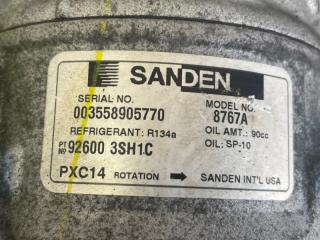 SANDEN
SERIAL NO. MODEL NO.
003558905770 8767A
REFRIGERANT: R134a OIL AMT.: 90cc
PT Nº 92600 3SH1C OIL: SP-10
PXC14 ROTATION → SANDEN INT'L USA